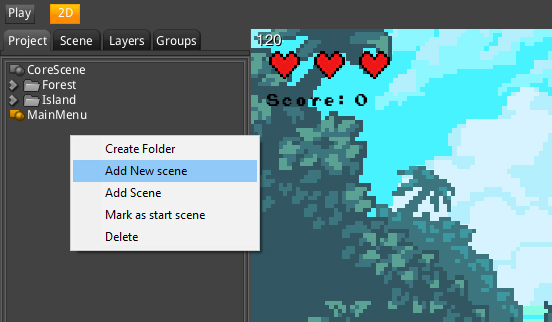 Play 2D
Project Scene Layers Groups
CoreScene
Forest
Island
MainMenu
Create Folder
Add New scene
Add Scene
Mark as start scene
Delete
120
Score: 0